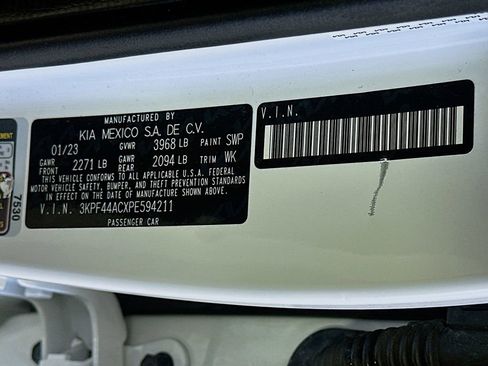 MANUFACTURED BY
KIA MEXICO S.A. DE C.V.
01/23 GVWR 3968 LB PAINT SWP
GAWR FRONT 2271 LB GAWR REAR 2094 LB TRIM WK
THIS VEHICLE CONFORMS TO ALL APPLICABLE U.S.A. FEDERAL
MOTOR VEHICLE SAFETY, BUMPER, AND THEFT PREVENTION STANDARDS
IN EFFECT ON THE DATE OF MANUFACTURE SHOWN ABOVE.
V.I.N. 3KPF44ACXPE594211
PASSENGER CAR
V.I.N.
7530